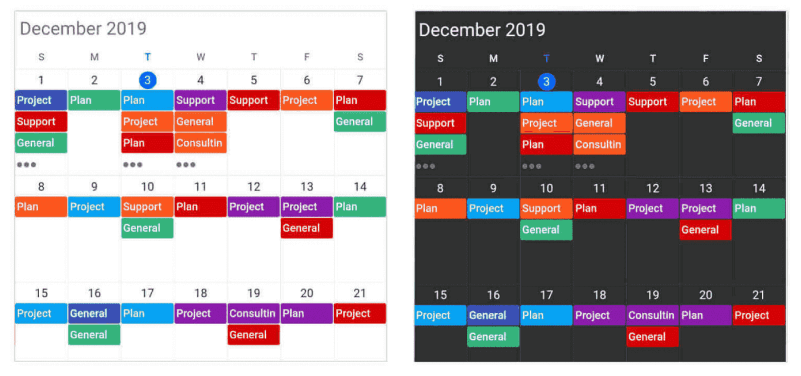 December 2019
S M T W T F S
1 2 3 4 5 6 7
Project Plan Plan Support Support Project Plan
Support Project General General
General Plan Consultin
8 9 10 11 12 13 14
Plan Project Support Plan Project Project Plan
General General
15 16 17 18 19 20 21
Project General Plan Project Consultin Plan Project
General General
December 2019
S M T W T F S
1 2 3 4 5 6 7
Project Plan Plan Support Support Project Plan
Support Project General General
General Plan Consultin
8 9 10 11 12 13 14
Plan Project Support Plan Project Project Plan
General General
15 16 17 18 19 20 21
Project General Plan Project Consultin Plan Project
General General